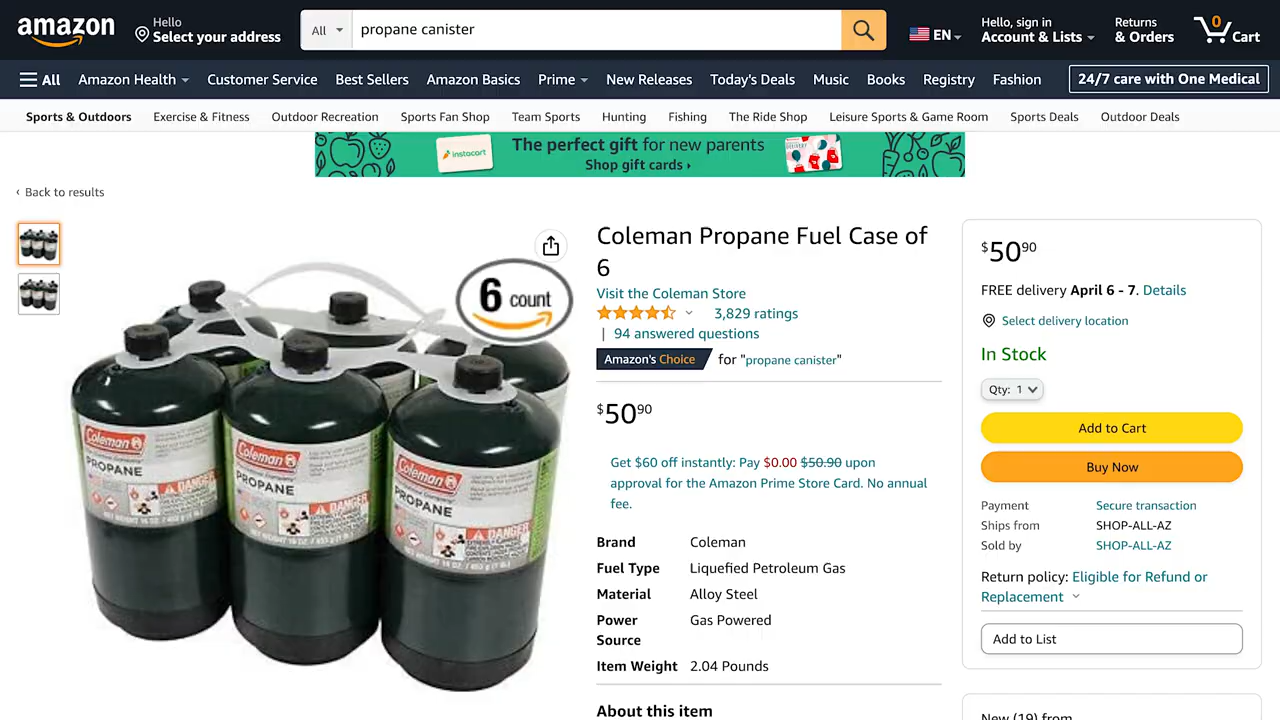 amazon
Hello
Select your address
All
propane canister
EN
Hello, sign in
Account & Lists
Returns
& Orders
0
Cart
All
Amazon Health
Customer Service
Best Sellers
Amazon Basics
Prime
New Releases
Today's Deals
Music
Books
Registry
Fashion
24/7 care with One Medical
Sports & Outdoors
Exercise & Fitness
Outdoor Recreation
Sports Fan Shop
Team Sports
Hunting
Fishing
The Ride Shop
Leisure Sports & Game Room
Sports Deals
Outdoor Deals
instacart
The perfect gift for new parents
Shop gift cards ›
‹ Back to results
6 count
Coleman
PROPANE
DANGER
Coleman
PROPANE
DANGER
Coleman
PROPANE
DANGER
Coleman Propane Fuel Case of
6
Visit the Coleman Store
3,829 ratings
| 94 answered questions
Amazon's Choice for "propane canister"
$5090
Get $60 off instantly: Pay $0.00 $50.90 upon
approval for the Amazon Prime Store Card. No annual
fee.
Brand Coleman
Fuel Type Liquefied Petroleum Gas
Material Alloy Steel
Power Gas Powered
Source
Item Weight 2.04 Pounds
About this item
$5090
FREE delivery April 6 - 7. Details
Select delivery location
In Stock
Qty: 1
Add to Cart
Buy Now
Payment Secure transaction
Ships from SHOP-ALL-AZ
Sold by SHOP-ALL-AZ
Return policy: Eligible for Refund or
Replacement
Add to List
New (19) from